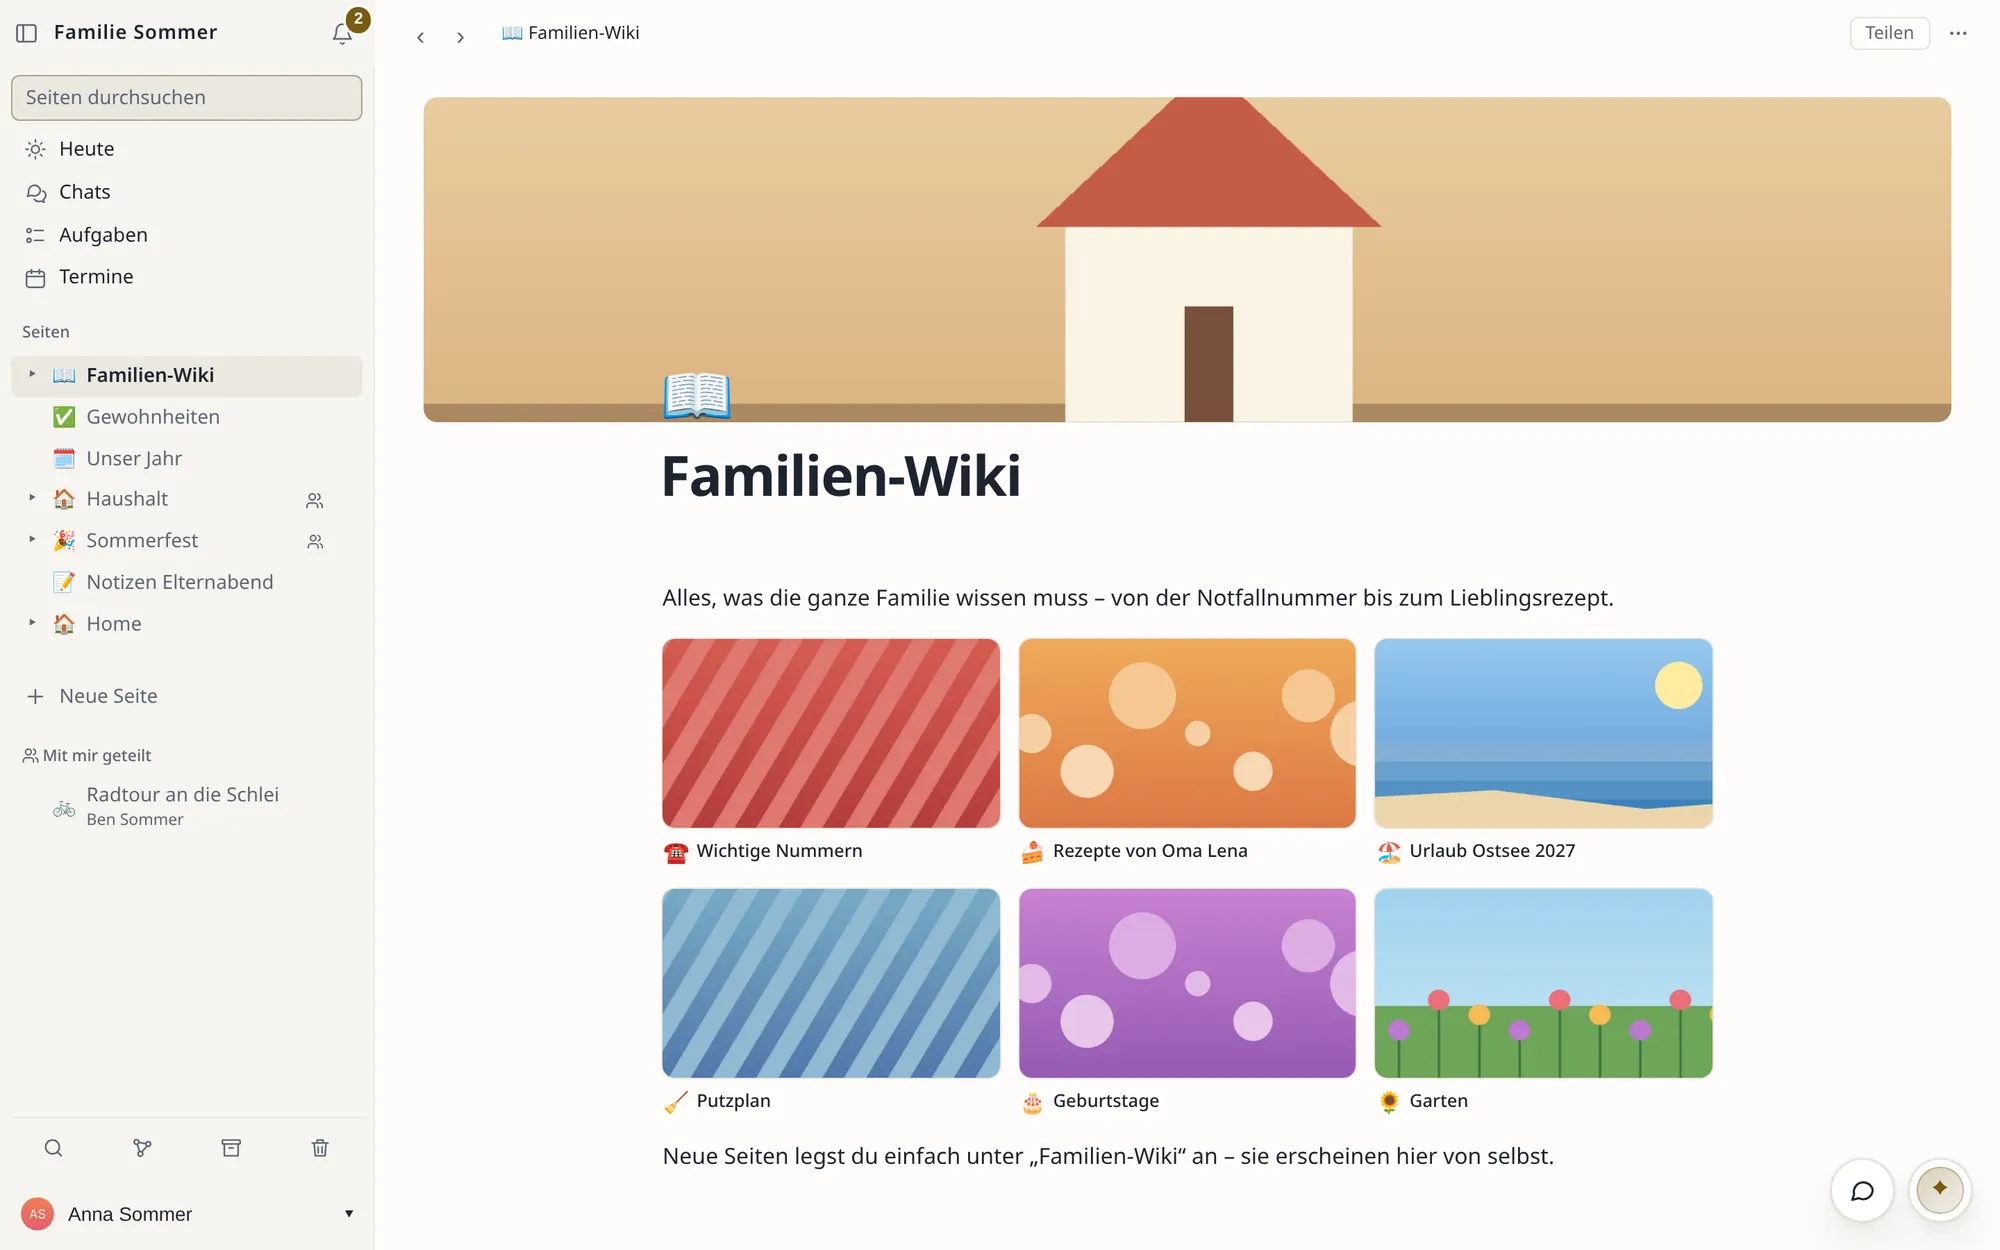 Familie Sommer
2
Seiten durchsuchen
Heute
Chats
Aufgaben
Termine
Seiten
Familien-Wiki
Gewohnheiten
Unser Jahr
Haushalt
Sommerfest
Notizen Elternabend
Home
Neue Seite
Mit mir geteilt
Radtour an die Schlei
Ben Sommer
AS
Anna Sommer
Familien-Wiki
Teilen
Familien-Wiki
Alles, was die ganze Familie wissen muss – von der Notfallnummer bis zum Lieblingsrezept.
Wichtige Nummern
Rezepte von Oma Lena
Urlaub Ostsee 2027
Putzplan
Geburtstage
Garten
Neue Seiten legst du einfach unter „Familien-Wiki“ an – sie erscheinen hier von selbst.